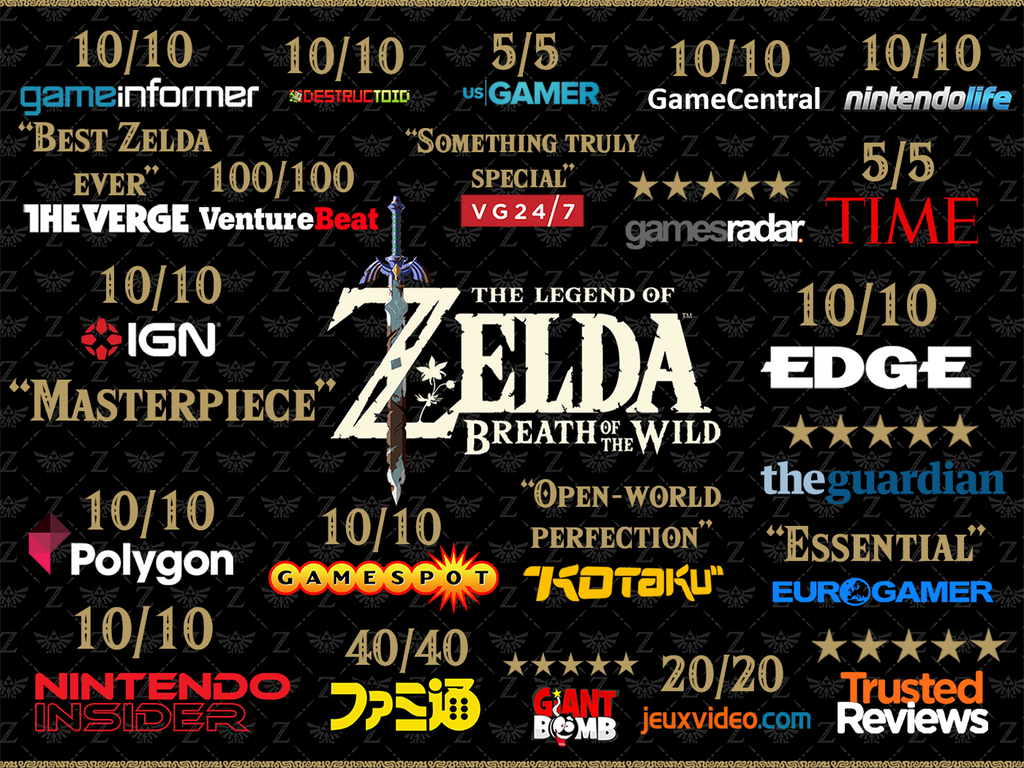 10/10
gameinformer
10/10
DESTRUCTOID
5/5
US|GAMER
10/10
GameCentral
10/10
nintendolife
“Best Zelda
ever”
THE VERGE
100/100
VentureBeat
“Something truly
special”
VG24/7
★★★★★
gamesradar
5/5
TIME
10/10
IGN
“Masterpiece”
THE LEGEND OF
ZELDA™
BREATH OF THE WILD
10/10
EDGE
★★★★★
theguardian
10/10
Polygon
10/10
GAMESPOT
“Open-world
perfection”
"KOTAKU"
“Essential”
EUROGAMER
10/10
NINTENDO
INSIDER
40/40
ファミ通
★★★★★
GIANT
BOMB
20/20
jeuxvideo.com
★★★★★
Trusted
Reviews